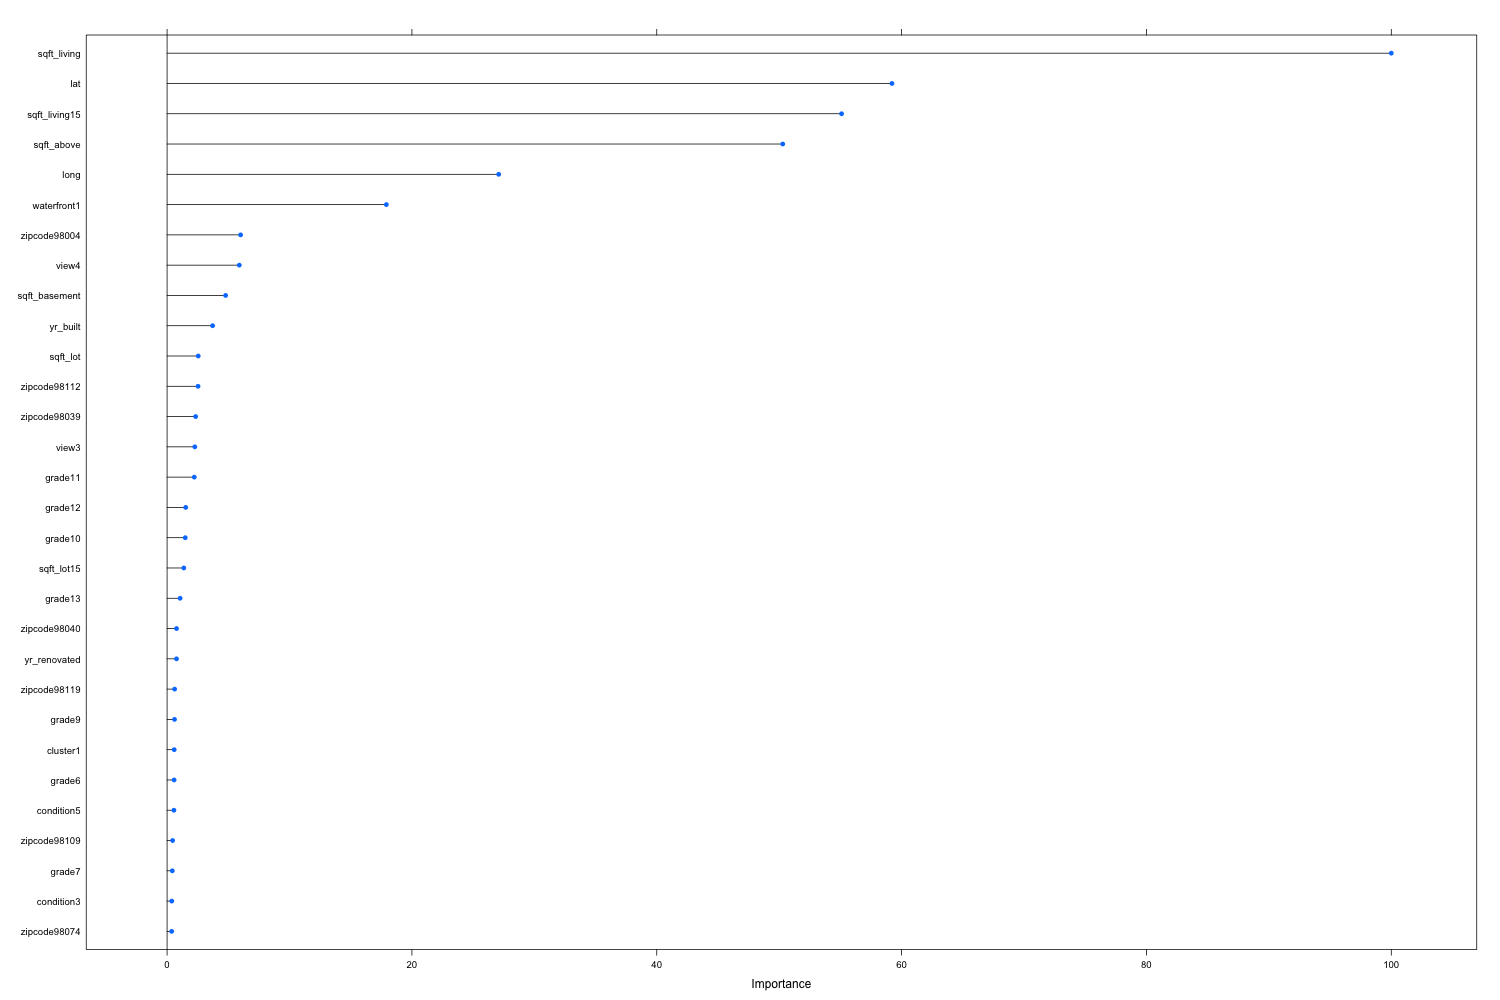 sqft_living
lat
sqft_living15
sqft_above
long
waterfront1
zipcode98004
view4
sqft_basement
yr_built
sqft_lot
zipcode98112
zipcode98039
view3
grade11
grade12
grade10
sqft_lot15
grade13
zipcode98040
yr_renovated
zipcode98119
grade9
cluster1
grade6
condition5
zipcode98109
grade7
condition3
zipcode98074
0 20 40 60 80 100
Importance